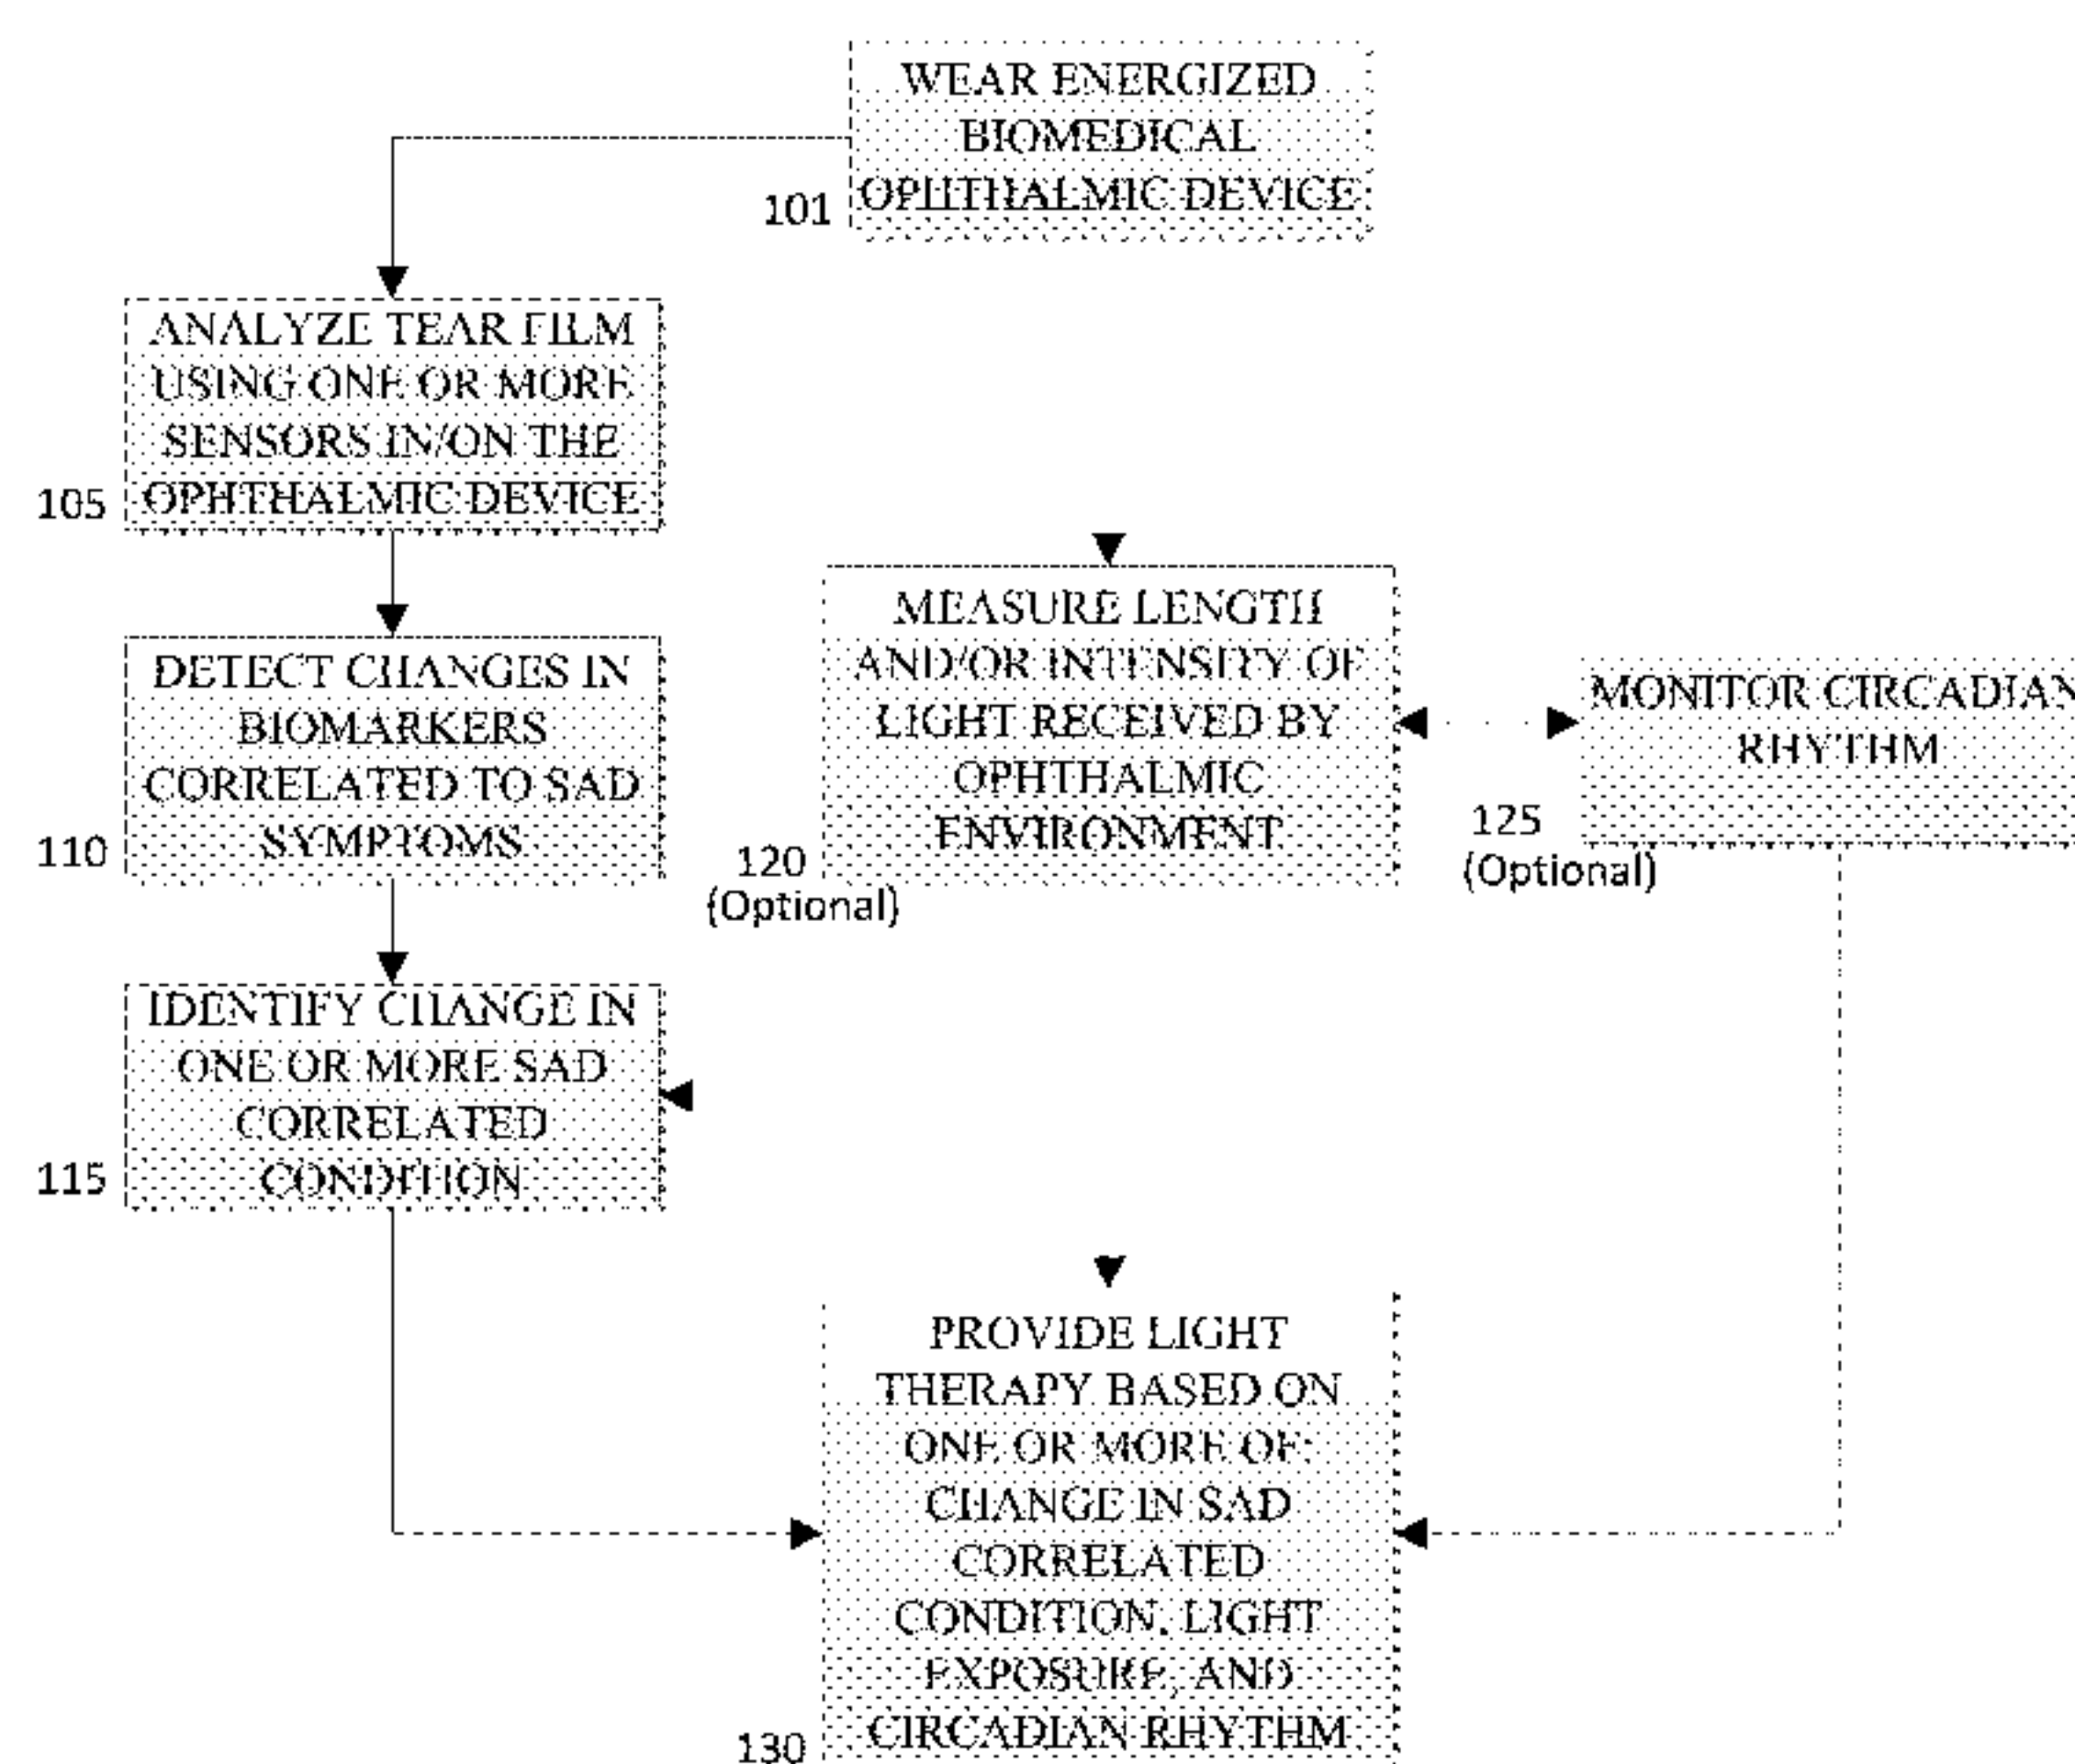 WEAR ENERGIZED
BIOMEDICAL
OPHTHALMIC DEVICE
101
ANALYZE TEAR FILM
USING ONE OR MORE
SENSORS IN/ON THE
OPHTHALMIC DEVICE
105
DETECT CHANGES IN
BIOMARKERS
CORRELATED TO SAD
SYMPTOMS
110
IDENTIFY CHANGE IN
ONE OR MORE SAD
CORRELATED
CONDITION
115
MEASURE LENGTH
AND/OR INTENSITY OF
LIGHT RECEIVED BY
OPHTHALMIC
ENVIRONMENT
120
(Optional)
MONITOR CIRCADIAN
RHYTHM
125
(Optional)
PROVIDE LIGHT
THERAPY BASED ON
ONE OR MORE OF:
CHANGE IN SAD
CORRELATED
CONDITION, LIGHT
EXPOSURE, AND
CIRCADIAN RHYTHM
130